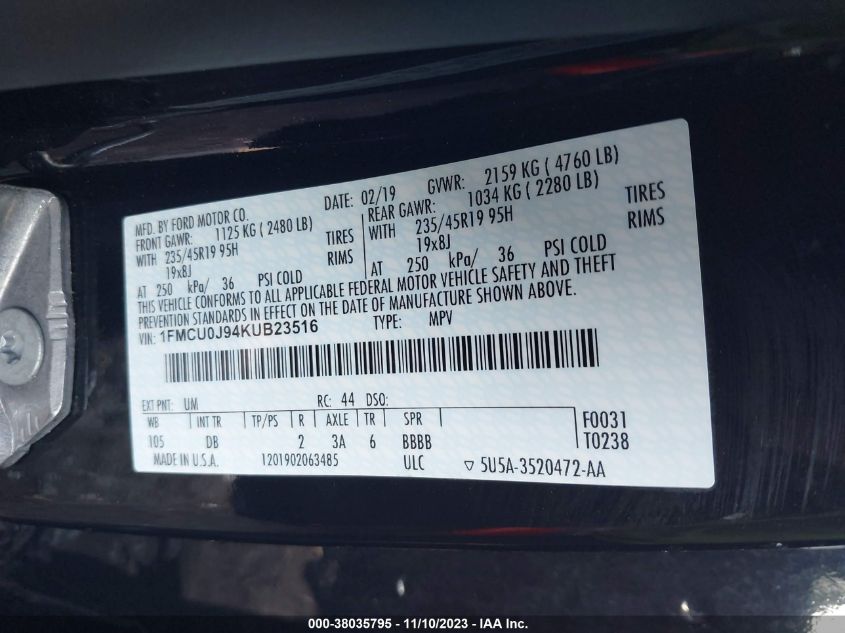 MFD. BY FORD MOTOR CO. DATE: 02/19 GVWR: 2159 KG ( 4760 LB)
FRONT GAWR: 1125 KG ( 2480 LB) REAR GAWR: 1034 KG ( 2280 LB)
WITH 235/45R19 95H TIRES WITH 235/45R19 95H TIRES
19x8J RIMS 19x8J RIMS
AT 250 kPa/ 36 PSI COLD AT 250 kPa/ 36 PSI COLD
THIS VEHICLE CONFORMS TO ALL APPLICABLE FEDERAL MOTOR VEHICLE SAFETY AND THEFT
PREVENTION STANDARDS IN EFFECT ON THE DATE OF MANUFACTURE SHOWN ABOVE.
VIN: 1FMCU0J94KUB23516 TYPE: MPV
EXT PNT: UM RC: 44 DSO:
WB INT TR TP/PS R AXLE TR SPR F0031
105 DB 2 3A 6 BBBB T0238
MADE IN U.S.A. 1201902063485 ULC ▽ 5U5A-3520472-AA
000-38035795 - 11/10/2023 - IAA Inc.